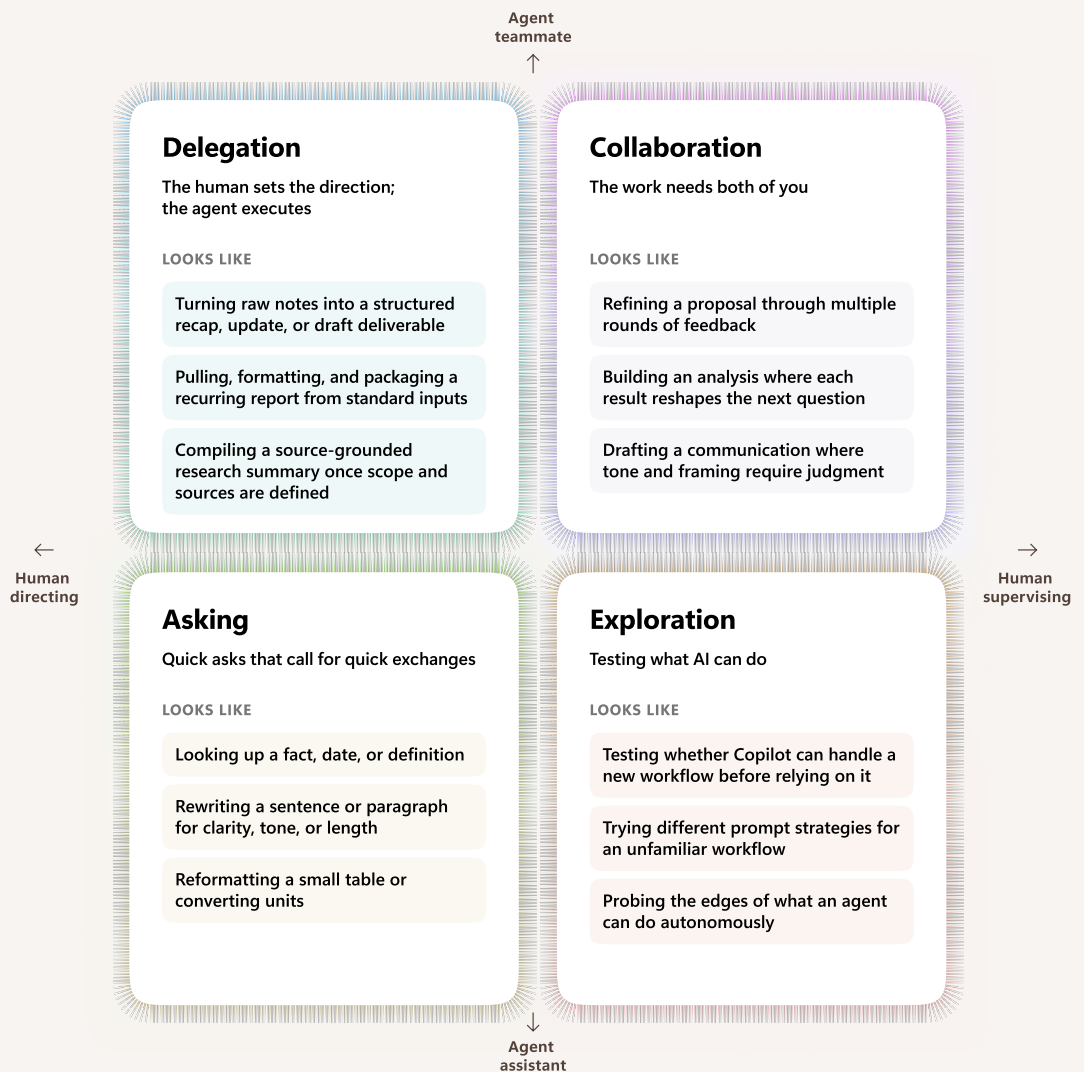 Agent
teammate
Delegation
The human sets the direction;
the agent executes
LOOKS LIKE
Turning raw notes into a structured
recap, update, or draft deliverable
Pulling, formatting, and packaging a
recurring report from standard inputs
Compiling a source-grounded
research summary once scope and
sources are defined
Collaboration
The work needs both of you
LOOKS LIKE
Refining a proposal through multiple
rounds of feedback
Building an analysis where each
result reshapes the next question
Drafting a communication where
tone and framing require judgment
Human
directing
Human
supervising
Asking
Quick asks that call for quick exchanges
LOOKS LIKE
Looking up a fact, date, or definition
Rewriting a sentence or paragraph
for clarity, tone, or length
Reformatting a small table or
converting units
Exploration
Testing what AI can do
LOOKS LIKE
Testing whether Copilot can handle a
new workflow before relying on it
Trying different prompt strategies for
an unfamiliar workflow
Probing the edges of what an agent
can do autonomously
Agent
assistant